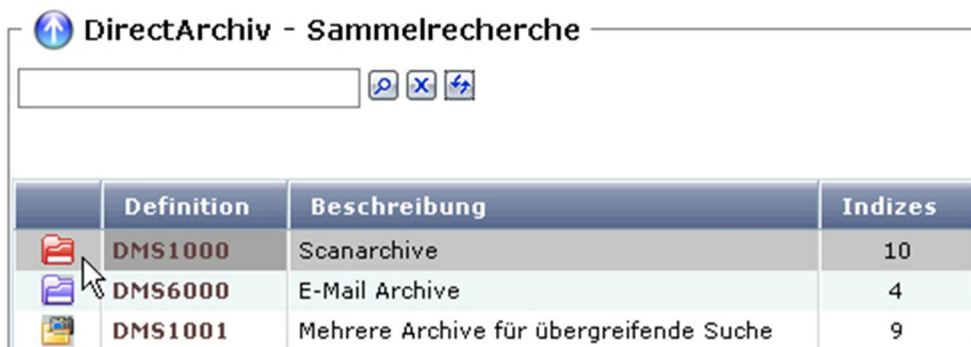 DirectArchiv - Sammelrecherche
Definition Beschreibung Indizes
DMS1000 Scanarchive 10
DMS6000 E-Mail Archive 4
DMS1001 Mehrere Archive für übergreifende Suche 9